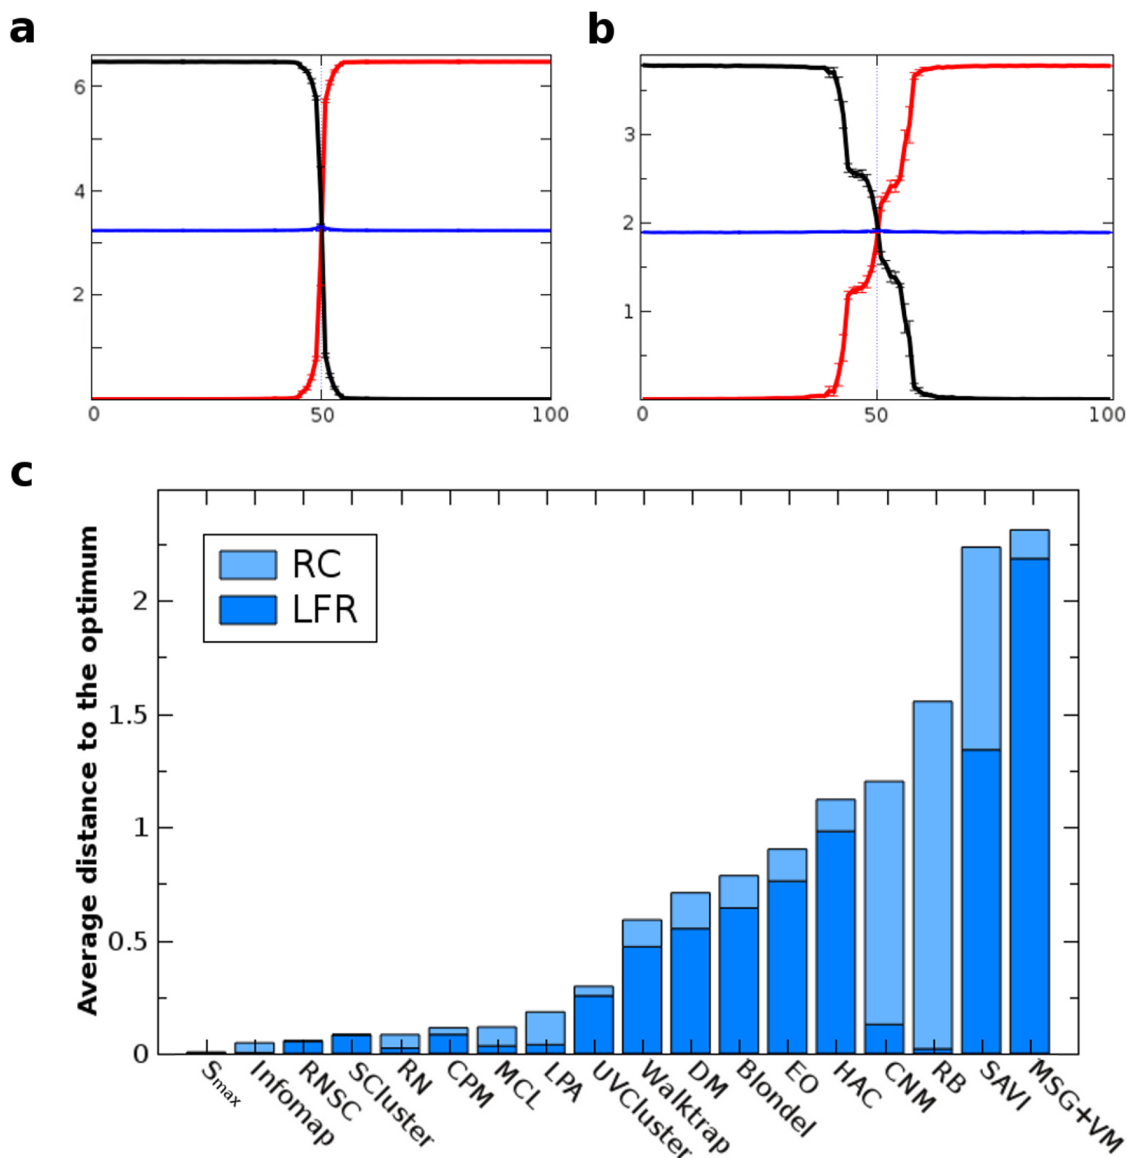 a
b
6
4
2
0
50
100
3
2
1
0
50
100
c
Average distance to the optimum
RC
LFR
2
1.5
1
0.5
0
Smax
Infomap
RNSC
SCluster
RN
CPM
MCL
LPA
UVCluster
Walktrap
DM
Blondel
EO
HAC
CNM
RB
SAVI
MSG+VM